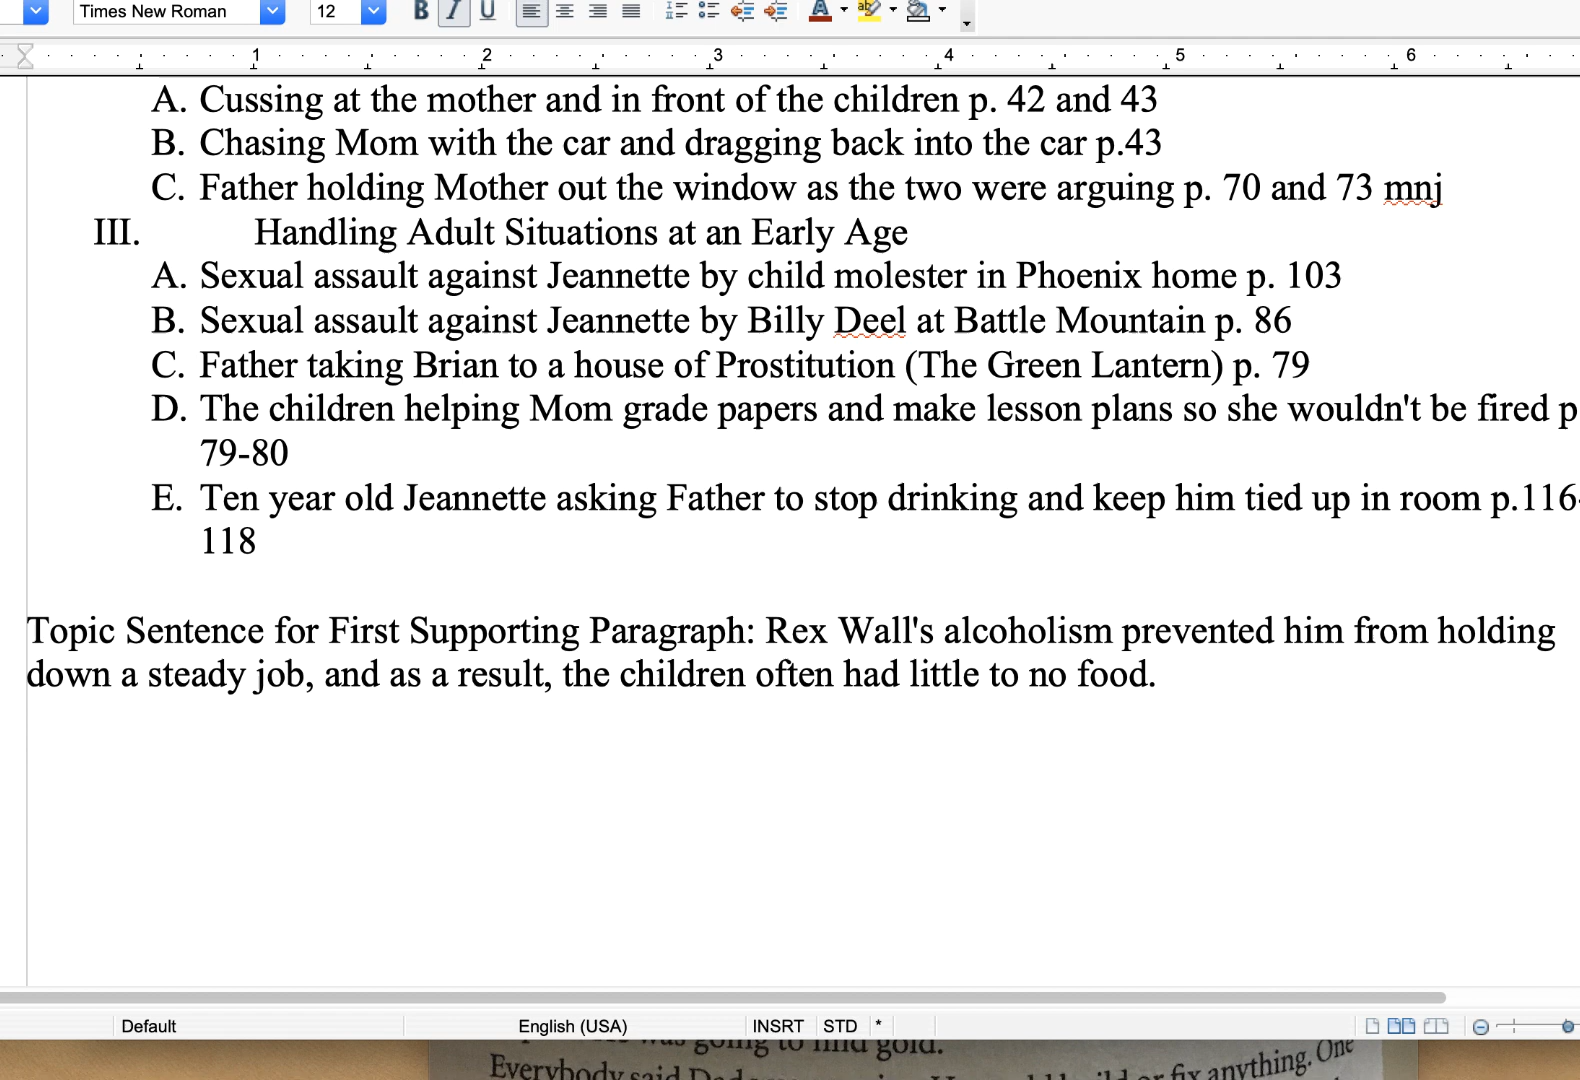 Times New Roman 12 B I U
1 2 3 4 5 6
A. Cussing at the mother and in front of the children p. 42 and 43
B. Chasing Mom with the car and dragging back into the car p.43
C. Father holding Mother out the window as the two were arguing p. 70 and 73 mnj
III. Handling Adult Situations at an Early Age
A. Sexual assault against Jeannette by child molester in Phoenix home p. 103
B. Sexual assault against Jeannette by Billy Deel at Battle Mountain p. 86
C. Father taking Brian to a house of Prostitution (The Green Lantern) p. 79
D. The children helping Mom grade papers and make lesson plans so she wouldn't be fired p
79-80
E. Ten year old Jeannette asking Father to stop drinking and keep him tied up in room p.116-
118
Topic Sentence for First Supporting Paragraph: Rex Wall's alcoholism prevented him from holding
down a steady job, and as a result, the children often had little to no food.
Default English (USA) INSRT STD *
was going to find gold.
Everybody said Dad or fix anything. One